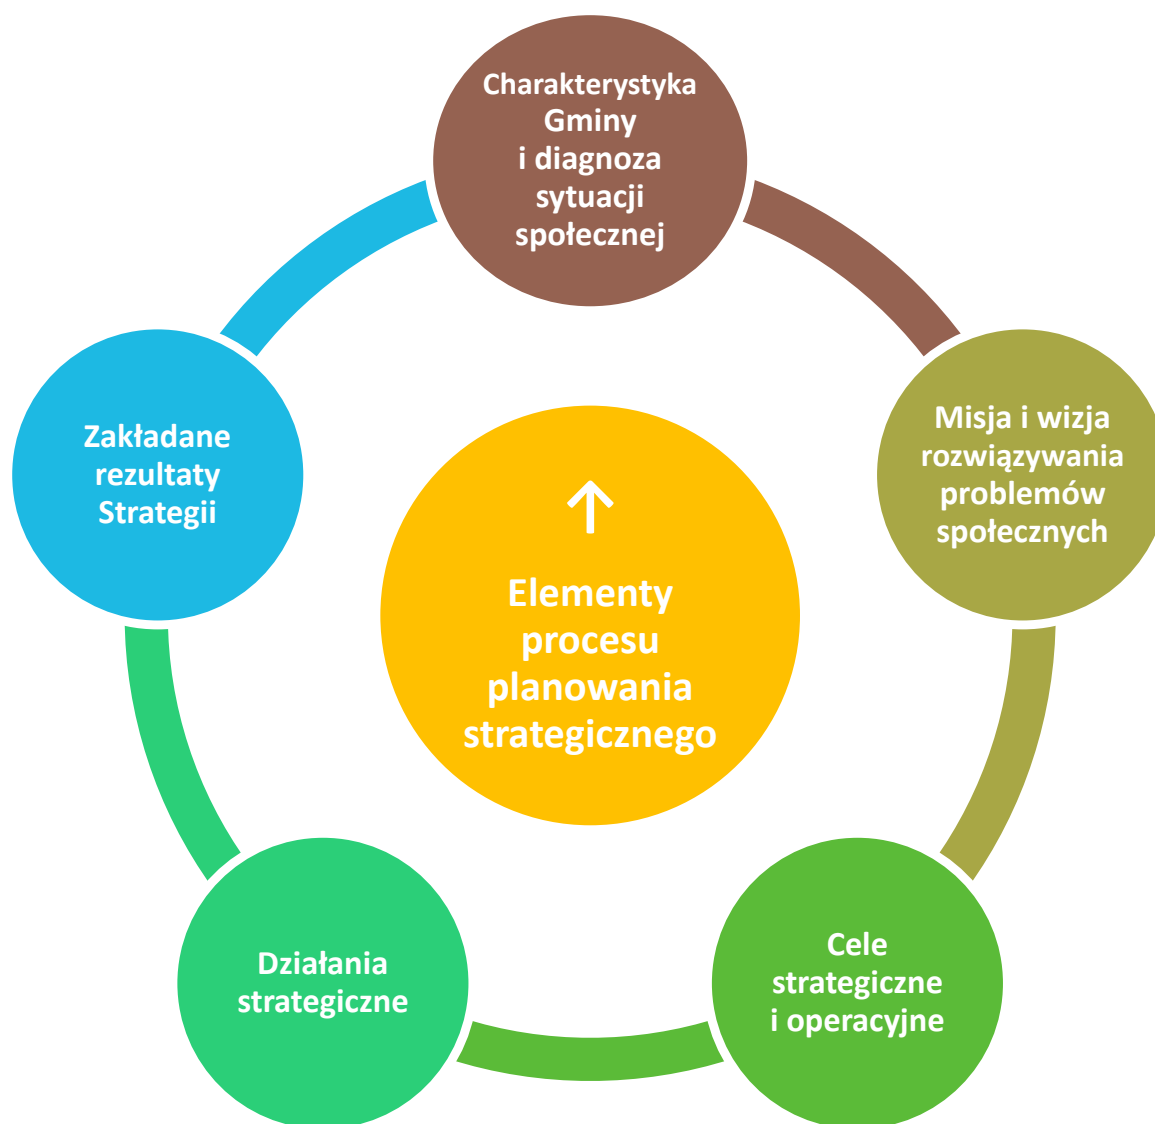 Charakterystyka
Gminy
i diagnoza
sytuacji
społecznej
Misja i wizja
rozwiązywania
problemów
społecznych
Cele
strategiczne
i operacyjne
Działania
strategiczne
Zakładane
rezultaty
Strategii
↑
Elementy
procesu
planowania
strategicznego